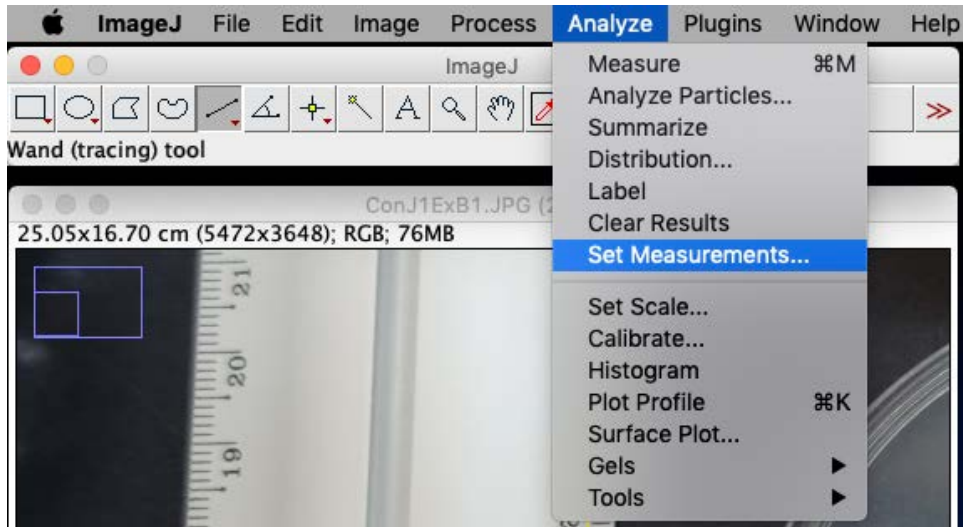 ImageJ File Edit Image Process Analyze Plugins Window Help
ImageJ
A
Wand (tracing) tool
ConJ1ExB1.JPG (2
25.05x16.70 cm (5472x3648); RGB; 76MB
Measure ⌘M
Analyze Particles...
Summarize
Distribution...
Label
Clear Results
Set Measurements...
Set Scale...
Calibrate...
Histogram
Plot Profile ⌘K
Surface Plot...
Gels
Tools
21
20
19